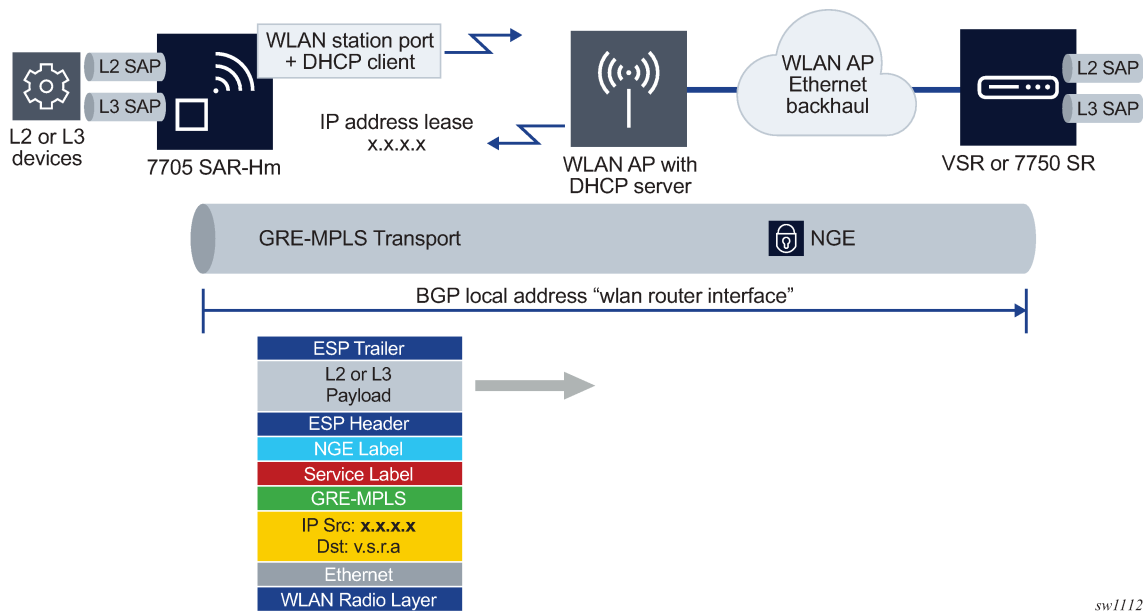 WLAN station port
+ DHCP client
L2 SAP
L3 SAP
L2 or L3
devices
7705 SAR-Hm
IP address lease
x.x.x.x
WLAN AP with
DHCP server
WLAN AP
Ethernet
backhaul
L2 SAP
L3 SAP
VSR or 7750 SR
GRE-MPLS Transport
NGE
BGP local address “wlan router interface”
ESP Trailer
L2 or L3
Payload
ESP Header
NGE Label
Service Label
GRE-MPLS
IP Src: x.x.x.x
Dst: v.s.r.a
Ethernet
WLAN Radio Layer
sw1112